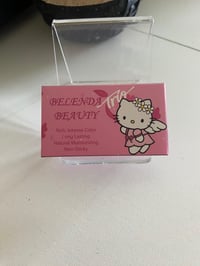 BELENDA
BEAUTY
Rich, Intense Color
Long Lasting
Natural Moisturizing
Non-Sticky